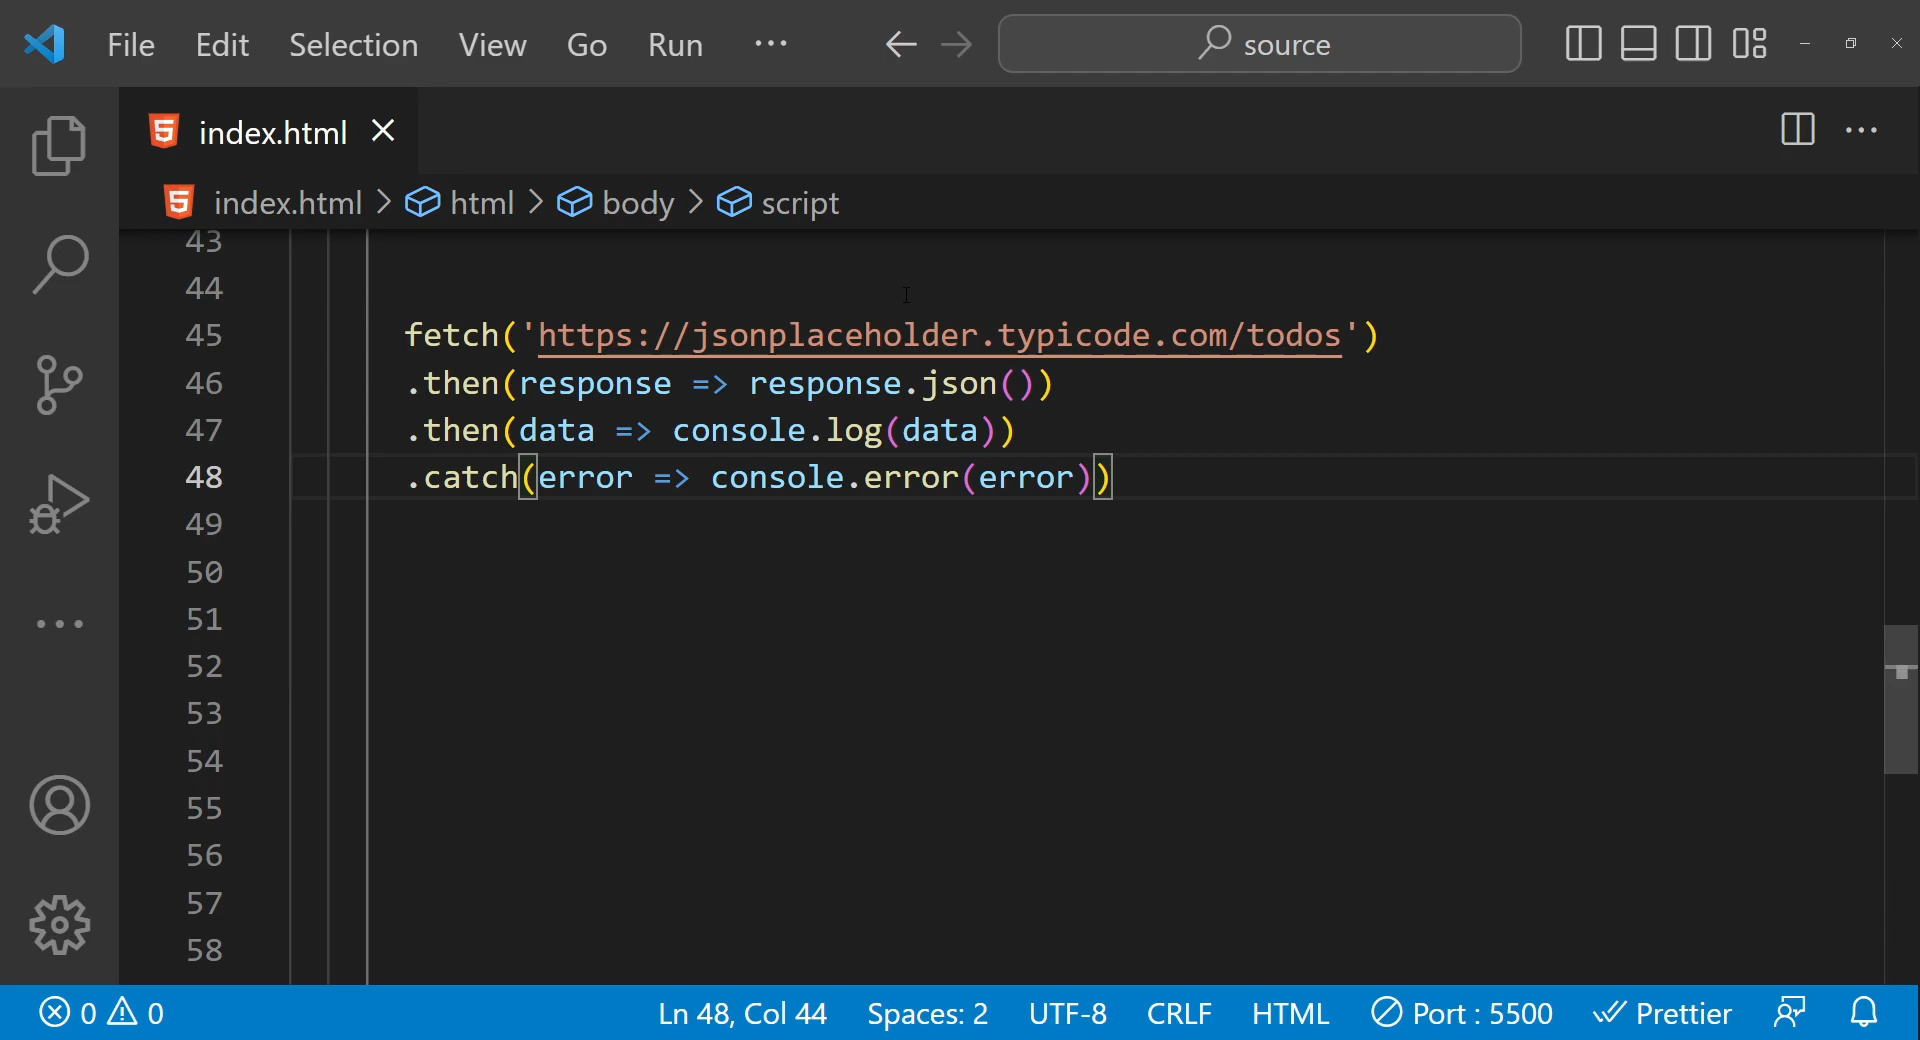 File Edit Selection View Go Run ··· source
index.html
index.html > html > body > script
43
44
45 fetch('https://jsonplaceholder.typicode.com/todos')
46 .then(response => response.json())
47 .then(data => console.log(data))
48 .catch(error => console.error(error))
49
50
51
52
53
54
55
56
57
58
0 0 Ln 48, Col 44 Spaces: 2 UTF-8 CRLF HTML Port : 5500 Prettier